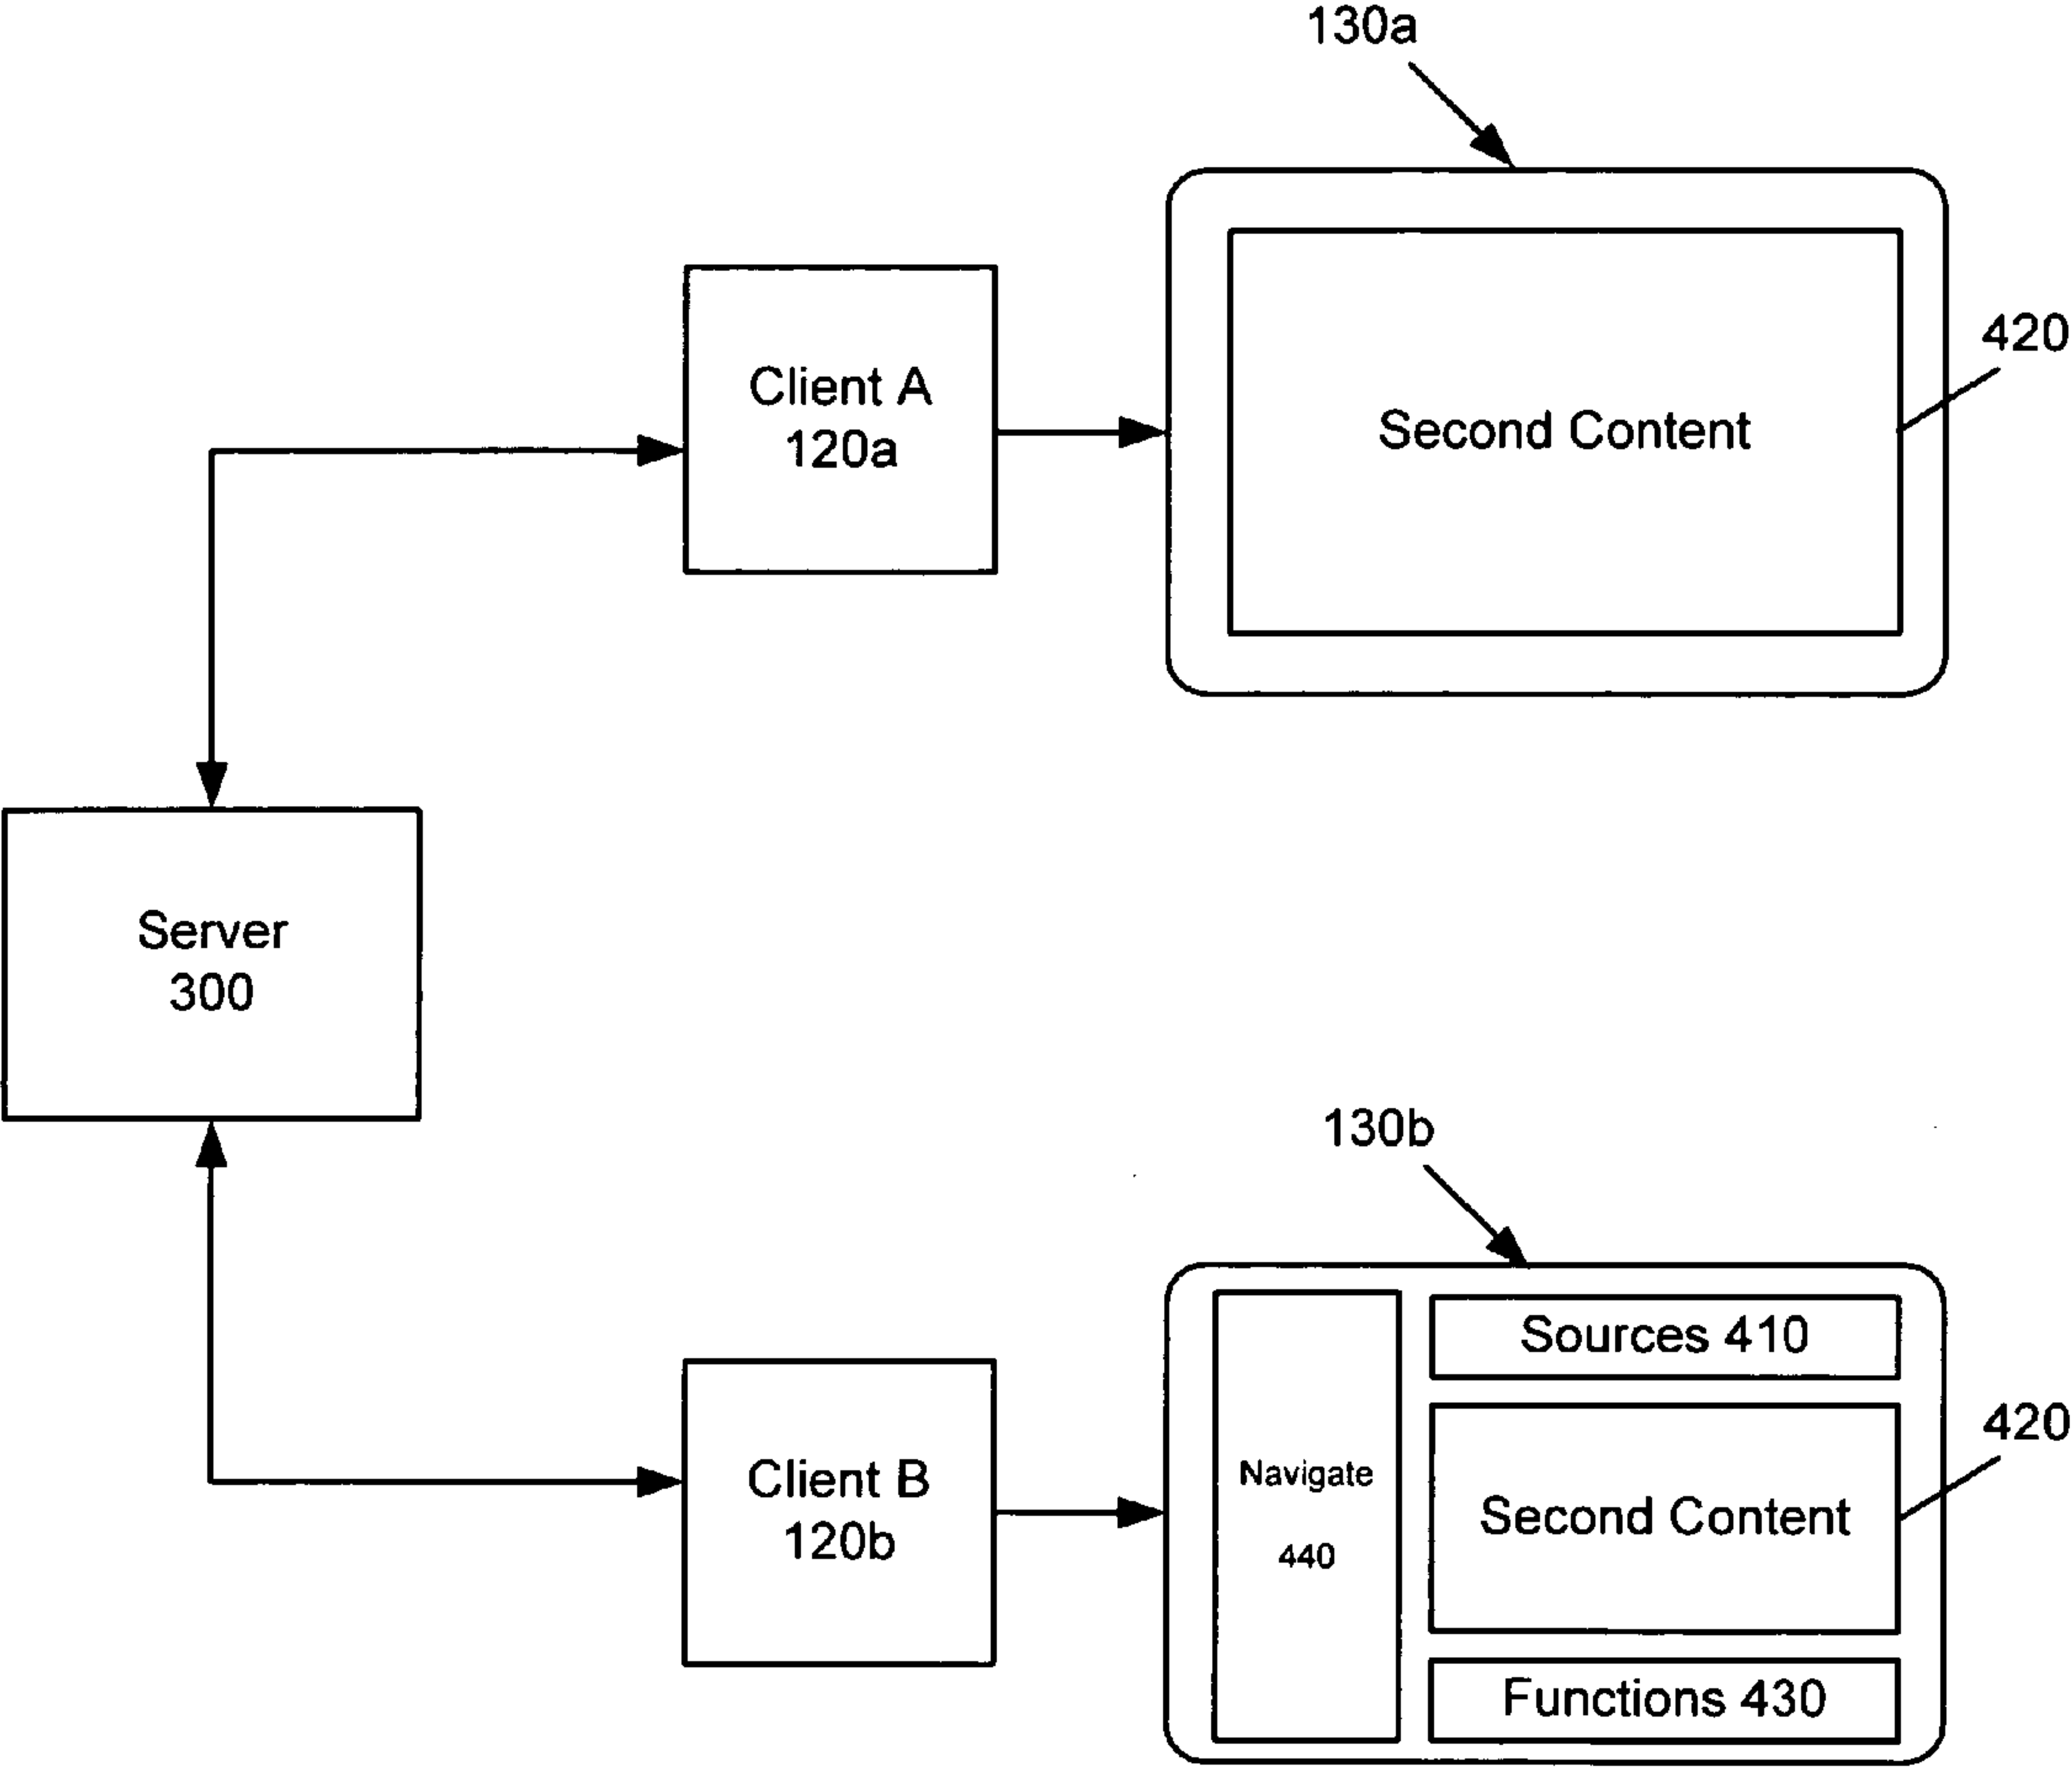 130a
420
Client A
120a
Second Content
Server
300
130b
Sources 410
420
Navigate
440
Client B
120b
Second Content
Functions 430